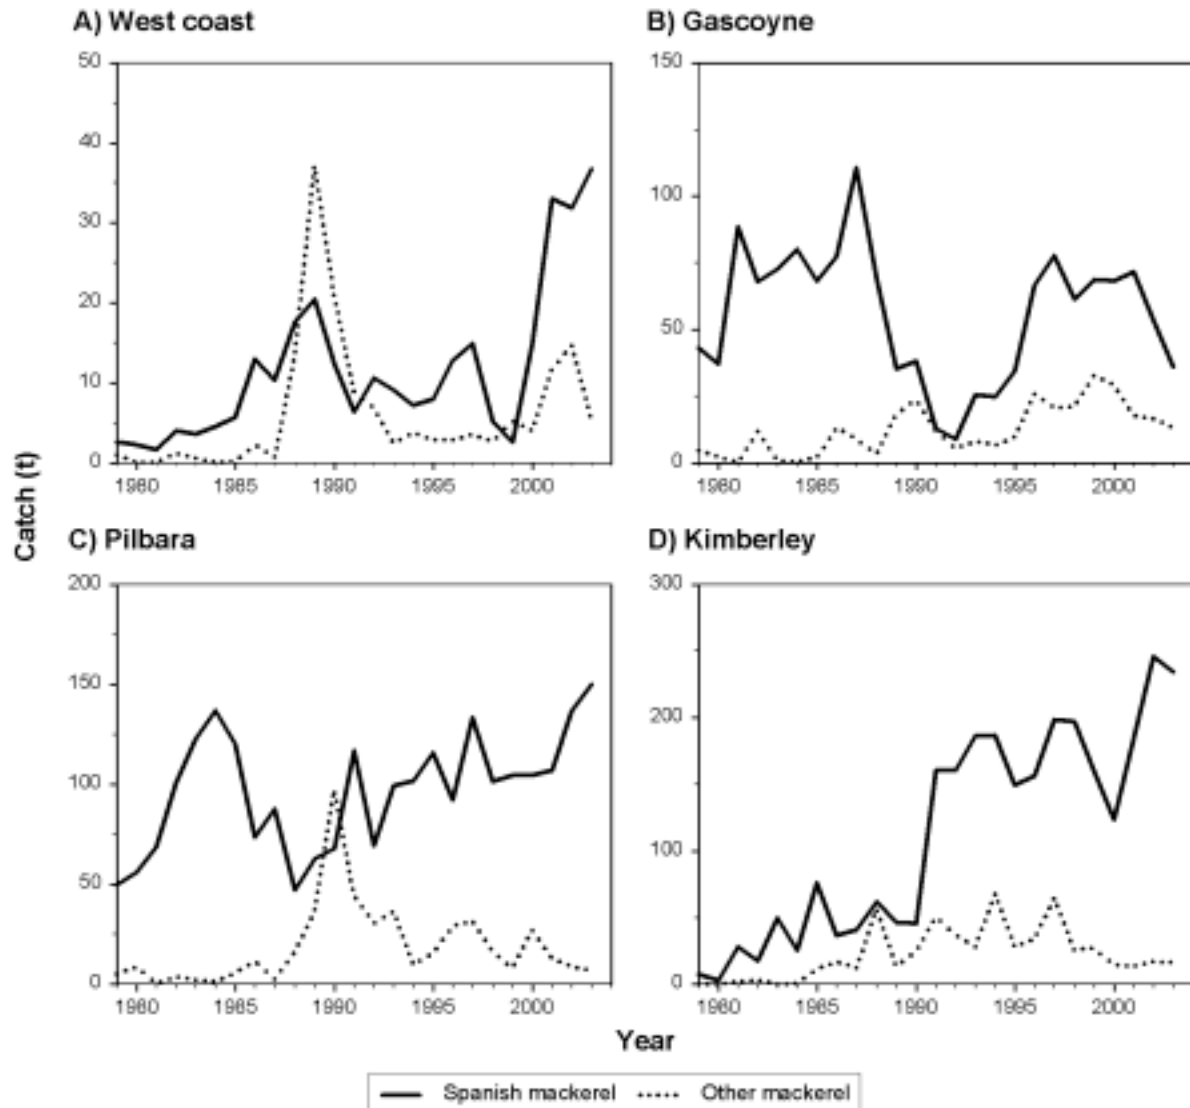 A) West coast
B) Gascoyne
50
40
30
20
10
0
1980 1985 1990 1995 2000
150
100
50
0
1980 1985 1990 1995 2000
Catch (t)
C) Pilbara
D) Kimberley
200
150
100
50
0
1980 1985 1990 1995 2000
300
200
100
0
1980 1985 1990 1995 2000
Year
Spanish mackerel Other mackerel